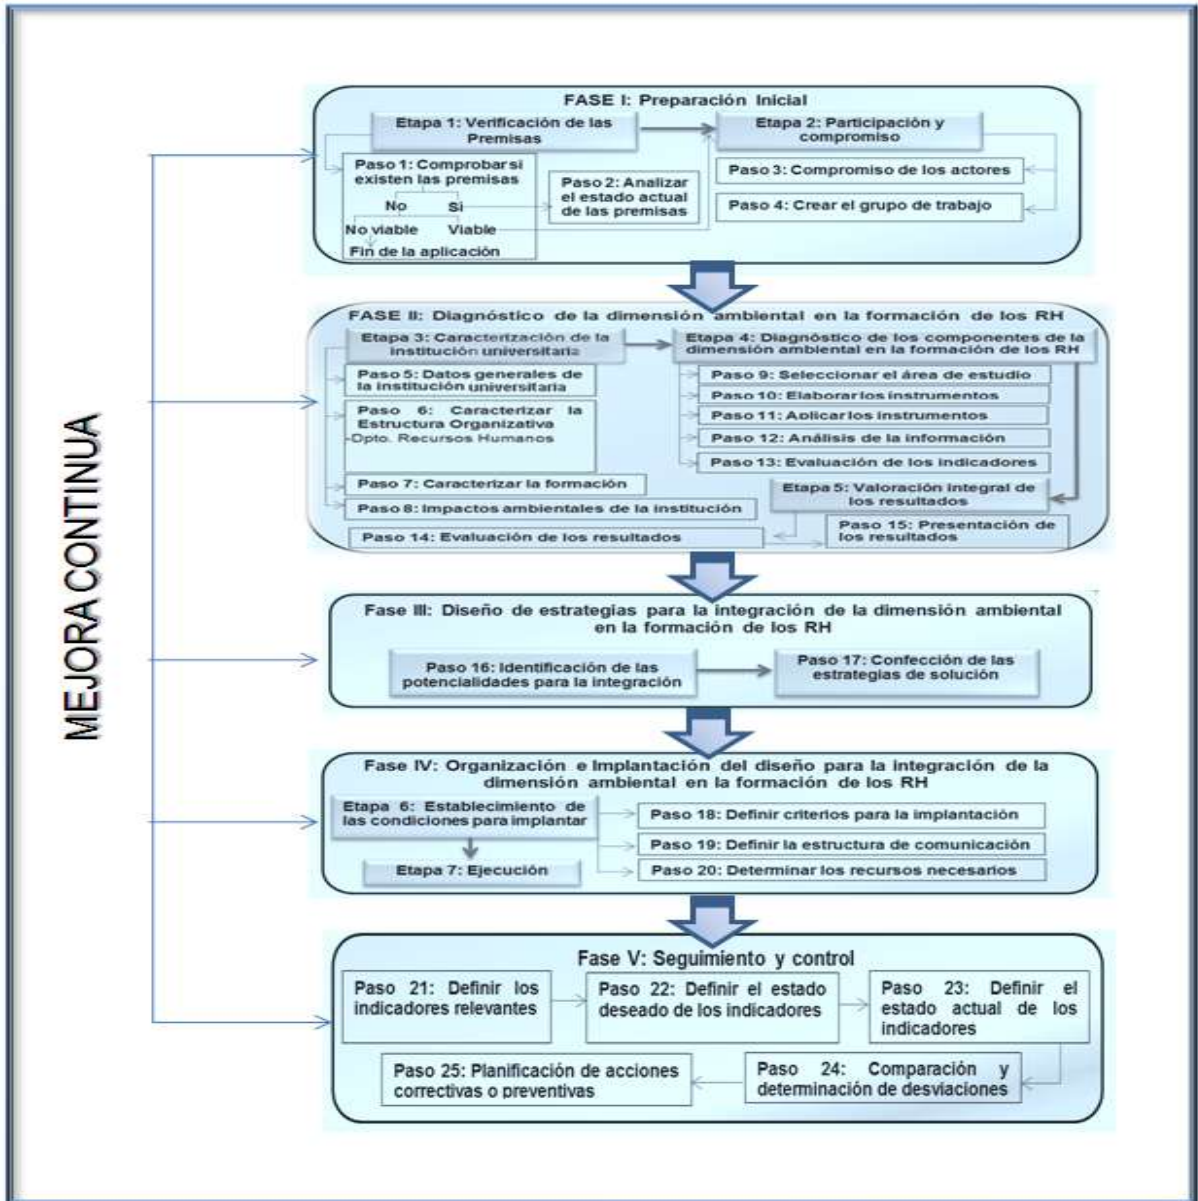 MEJORA CONTINUA
FASE I: Preparación Inicial
Etapa 1: Verificación de las
Premisas
Etapa 2: Participación y
compromiso
Paso 1: Comprobar si
existen las premisas
No
Si
No viable
Viable
Fin de la aplicación
Paso 2: Analizar
el estado actual
de las premisas
Paso 3: Compromiso de los actores
Paso 4: Crear el grupo de trabajo
FASE II: Diagnóstico de la dimensión ambiental en la formación de los RH
Etapa 3: Caracterización de la
institución universitaria
Etapa 4: Diagnóstico de los componentes de la
dimensión ambiental en la formación de los RH
Paso 5: Datos generales de
la institución universitaria
Paso 6: Caracterizar la
Estructura Organizativa
-Dpto. Recursos Humanos
Paso 7: Caracterizar la formación
Paso 8: Impactos ambientales de la institución
Paso 9: Seleccionar el área de estudio
Paso 10: Elaborar los instrumentos
Paso 11: Aplicar los instrumentos
Paso 12: Análisis de la información
Paso 13: Evaluación de los indicadores
Etapa 5: Valoración integral de
los resultados
Paso 14: Evaluación de los resultados
Paso 15: Presentación de
los resultados
Fase III: Diseño de estrategias para la integración de la dimensión ambiental
en la formación de los RH
Paso 16: Identificación de las
potencialidades para la integración
Paso 17: Confección de las
estrategias de solución
Fase IV: Organización e Implantación del diseño para la integración de la
dimensión ambiental en la formación de los RH
Etapa 6: Establecimiento de
las condiciones para implantar
Etapa 7: Ejecución
Paso 18: Definir criterios para la implantación
Paso 19: Definir la estructura de comunicación
Paso 20: Determinar los recursos necesarios
Fase V: Seguimiento y control
Paso 21: Definir los
indicadores relevantes
Paso 22: Definir el estado
deseado de los indicadores
Paso 23: Definir el
estado actual de los
indicadores
Paso 24: Comparación y
determinación de desviaciones
Paso 25: Planificación de acciones
correctivas o preventivas